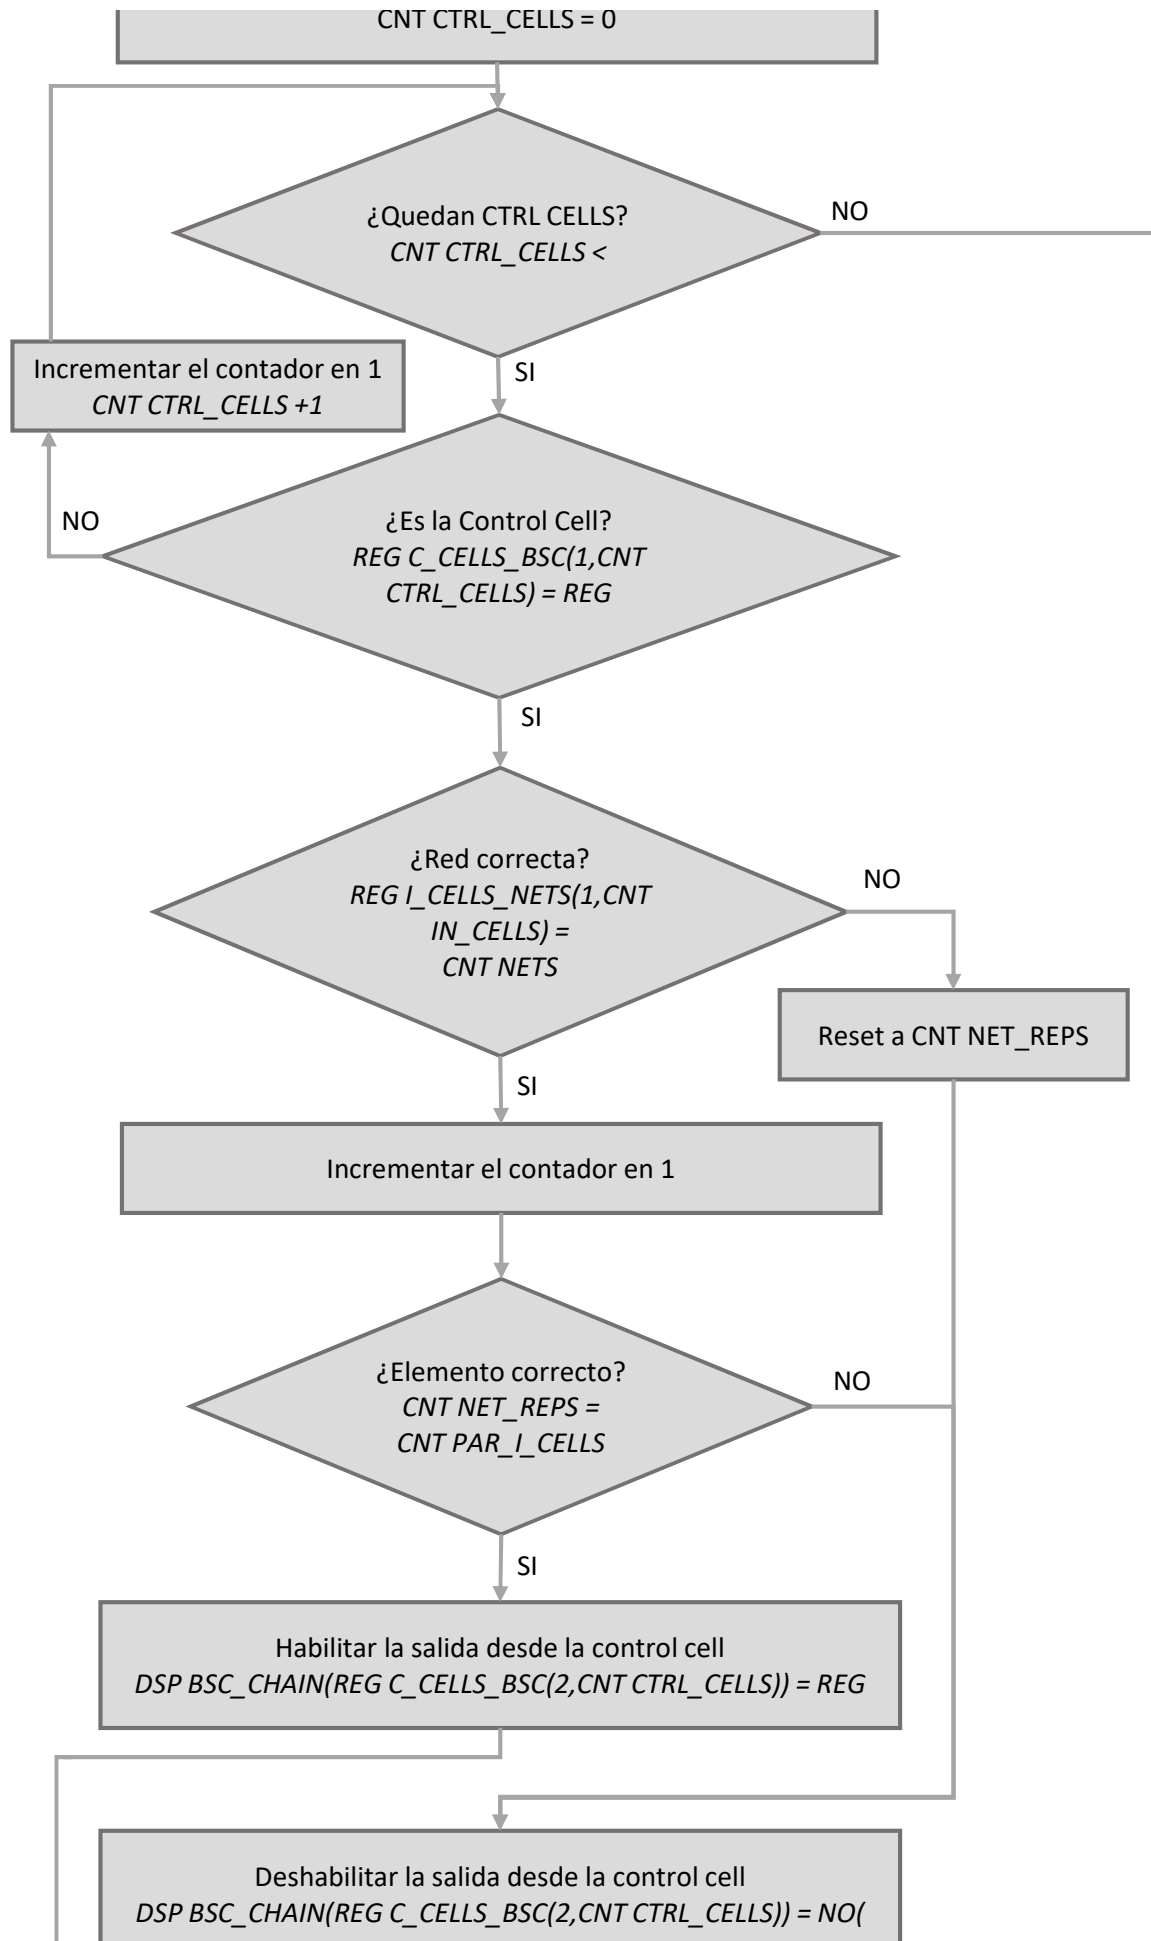 CNT CTRL_CELLS = 0
¿Quedan CTRL CELLS?
CNT CTRL_CELLS <
NO
SI
Incrementar el contador en 1
CNT CTRL_CELLS +1
NO
¿Es la Control Cell?
REG C_CELLS_BSC(1,CNT
CTRL_CELLS) = REG
SI
¿Red correcta?
REG I_CELLS_NETS(1,CNT
IN_CELLS) =
CNT NETS
NO
Reset a CNT NET_REPS
SI
Incrementar el contador en 1
¿Elemento correcto?
CNT NET_REPS =
CNT PAR_I_CELLS
NO
SI
Habilitar la salida desde la control cell
DSP BSC_CHAIN(REG C_CELLS_BSC(2,CNT CTRL_CELLS)) = REG
Deshabilitar la salida desde la control cell
DSP BSC_CHAIN(REG C_CELLS_BSC(2,CNT CTRL_CELLS)) = NO(